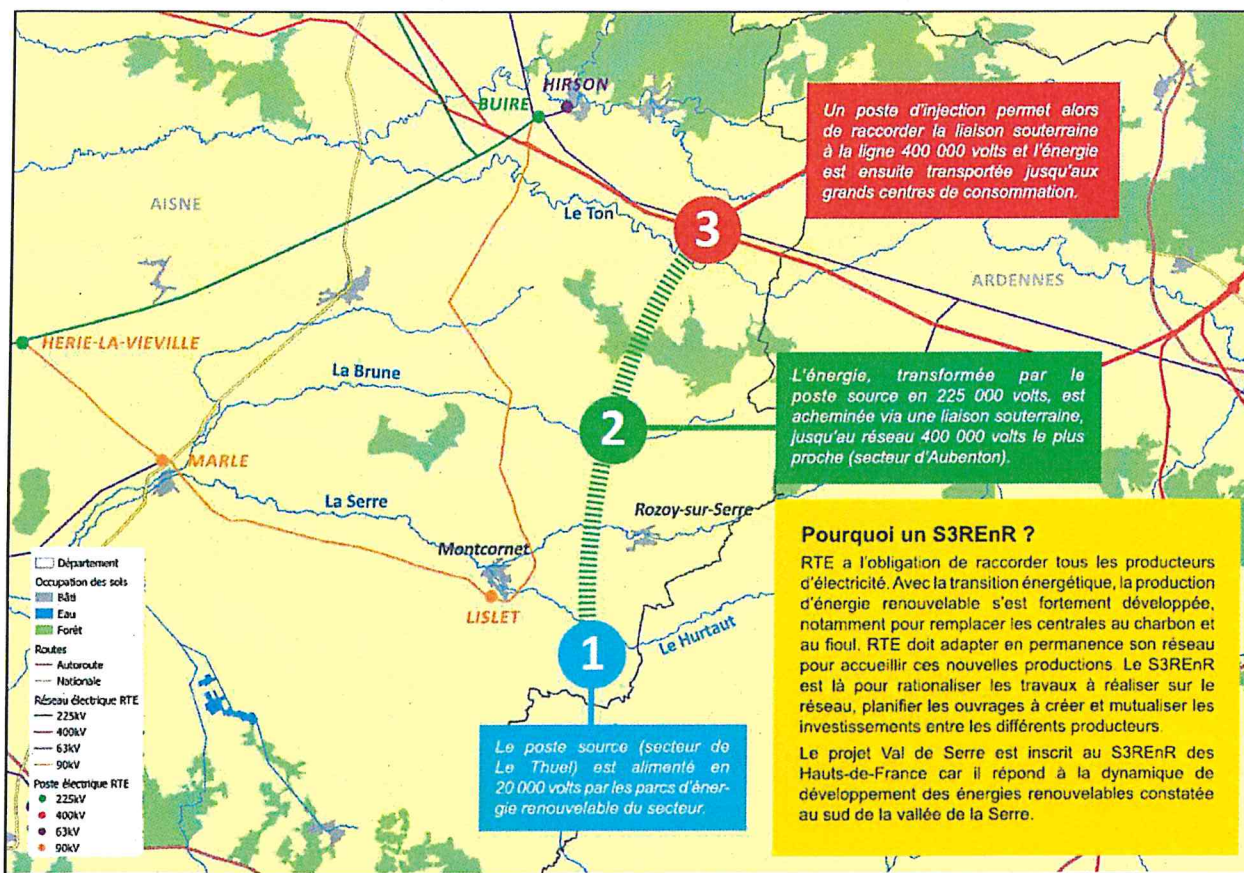 HIRSON
BUIRE
Un poste d'injection permet alors
de raccorder la liaison souterraine
à la ligne 400 000 volts et l'énergie
est ensuite transportée jusqu'aux
grands centres de consommation.
AISNE
Le Ton
3
ARDENNES
HERIE-LA-VIEVILLE
La Brune
2
L'énergie, transformée par le
poste source en 225 000 volts, est
acheminée via une liaison souterraine,
jusqu'au réseau 400 000 volts le plus
proche (secteur d'Aubenton).
MARLE
La Serre
Rozoy-sur-Serre
Montcornet
LISLET
Le Hurtaut
1
Pourquoi un S3REnR ?
RTE a l'obligation de raccorder tous les producteurs
d'électricité. Avec la transition énergétique, la production
d'énergie renouvelable s'est fortement développée,
notamment pour remplacer les centrales au charbon et
au fioul. RTE doit adapter en permanence son réseau
pour accueillir ces nouvelles productions. Le S3REnR
est là pour rationaliser les travaux à réaliser sur le
réseau, planifier les ouvrages à créer et mutualiser les
investissements entre les différents producteurs.
Le projet Val de Serre est inscrit au S3REnR des
Hauts-de-France car il répond à la dynamique de
développement des énergies renouvelables constatée
au sud de la vallée de la Serre.
Le poste source (secteur de
Le Thuel) est alimenté en
20 000 volts par les parcs d'éner-
gie renouvelable du secteur.
Département
Occupation des sols
Bâti
Eau
Forêt
Routes
Autoroute
Nationale
Réseau électrique RTE
225kV
400kV
63kV
90kV
Poste électrique RTE
225kV
400kV
63kV
90kV